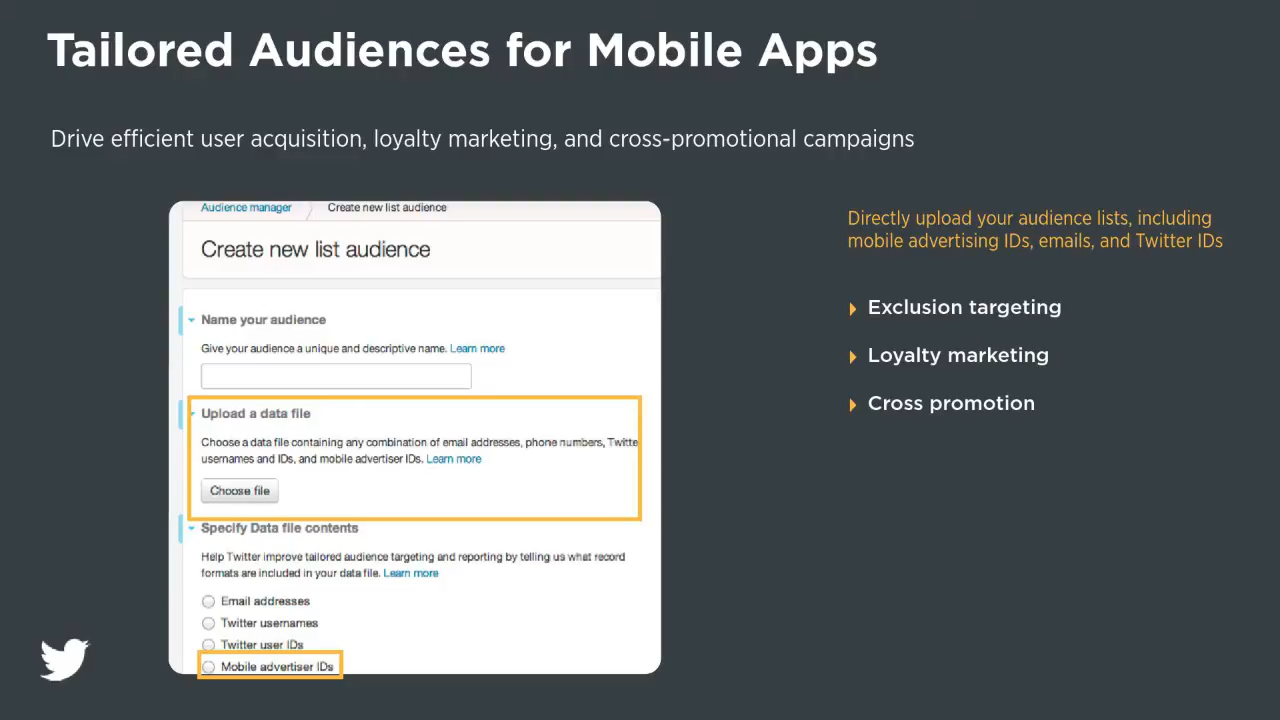 Tailored Audiences for Mobile Apps
Drive efficient user acquisition, loyalty marketing, and cross-promotional campaigns
Audience manager Create new list audience
Create new list audience
Name your audience
Give your audience a unique and descriptive name. Learn more
Upload a data file
Choose a data file containing any combination of email addresses, phone numbers, Twitte
usernames and IDs, and mobile advertiser IDs. Learn more
Choose file
Specify Data file contents
Help Twitter improve tailored audience targeting and reporting by telling us what record
formats are included in your data file. Learn more
Email addresses
Twitter usernames
Twitter user IDs
Mobile advertiser IDs
Directly upload your audience lists, including
mobile advertising IDs, emails, and Twitter IDs
Exclusion targeting
Loyalty marketing
Cross promotion